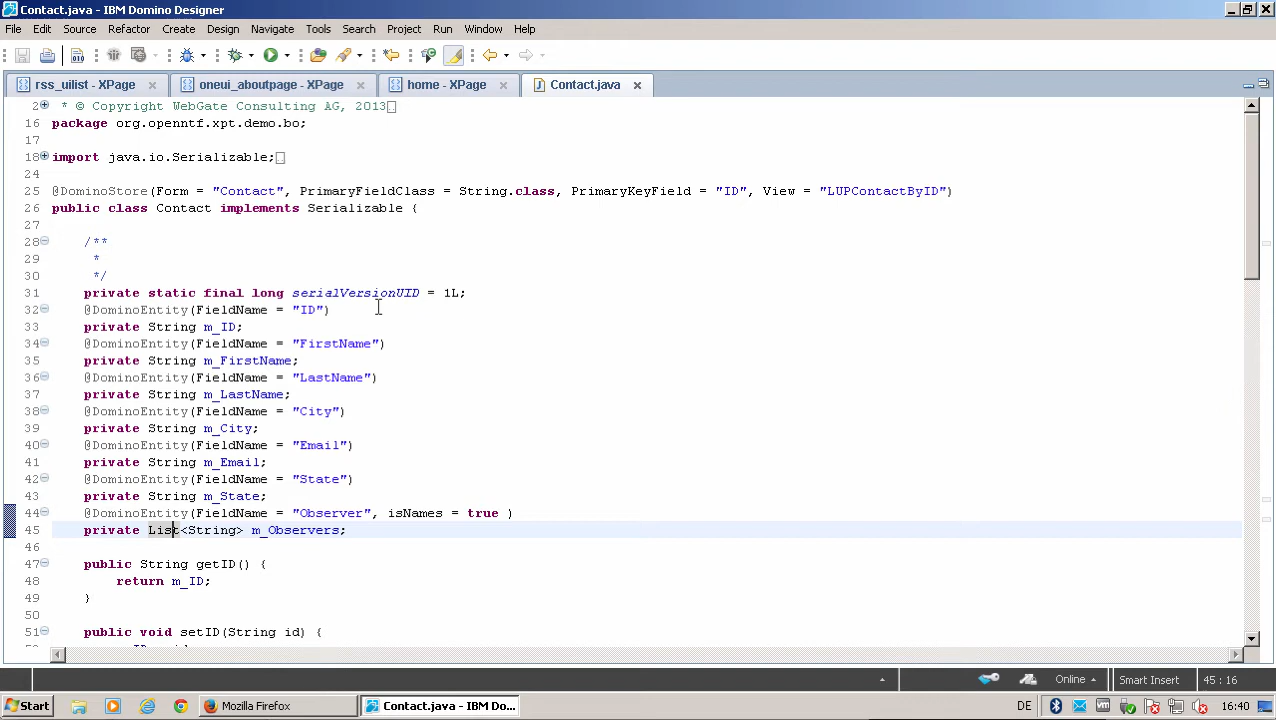 Contact.java - IBM Domino Designer
File Edit Source Refactor Create Design Navigate Tools Search Project Run Window Help
rss_uilist - XPage oneui_aboutpage - XPage home - XPage Contact.java
2 * © Copyright WebGate Consulting AG, 2013
16 package org.openntf.xpt.demo.bo;
17
18 import java.io.Serializable;
24
25 @DominoStore(Form = "Contact", PrimaryFieldClass = String.class, PrimaryKeyField = "ID", View = "LUPContactByID")
26 public class Contact implements Serializable {
27
28 /**
29 *
30 */
31 private static final long serialVersionUID = 1L;
32 @DominoEntity(FieldName = "ID")
33 private String m_ID;
34 @DominoEntity(FieldName = "FirstName")
35 private String m_FirstName;
36 @DominoEntity(FieldName = "LastName")
37 private String m_LastName;
38 @DominoEntity(FieldName = "City")
39 private String m_City;
40 @DominoEntity(FieldName = "Email")
41 private String m_Email;
42 @DominoEntity(FieldName = "State")
43 private String m_State;
44 @DominoEntity(FieldName = "Observer", isNames = true )
45 private List<String> m_Observers;
46
47 public String getID() {
48 return m_ID;
49 }
50
51 public void setID(String id) {
Online Smart Insert 45 : 16
Start Mozilla Firefox Contact.java - IBM Do... DE 16:40